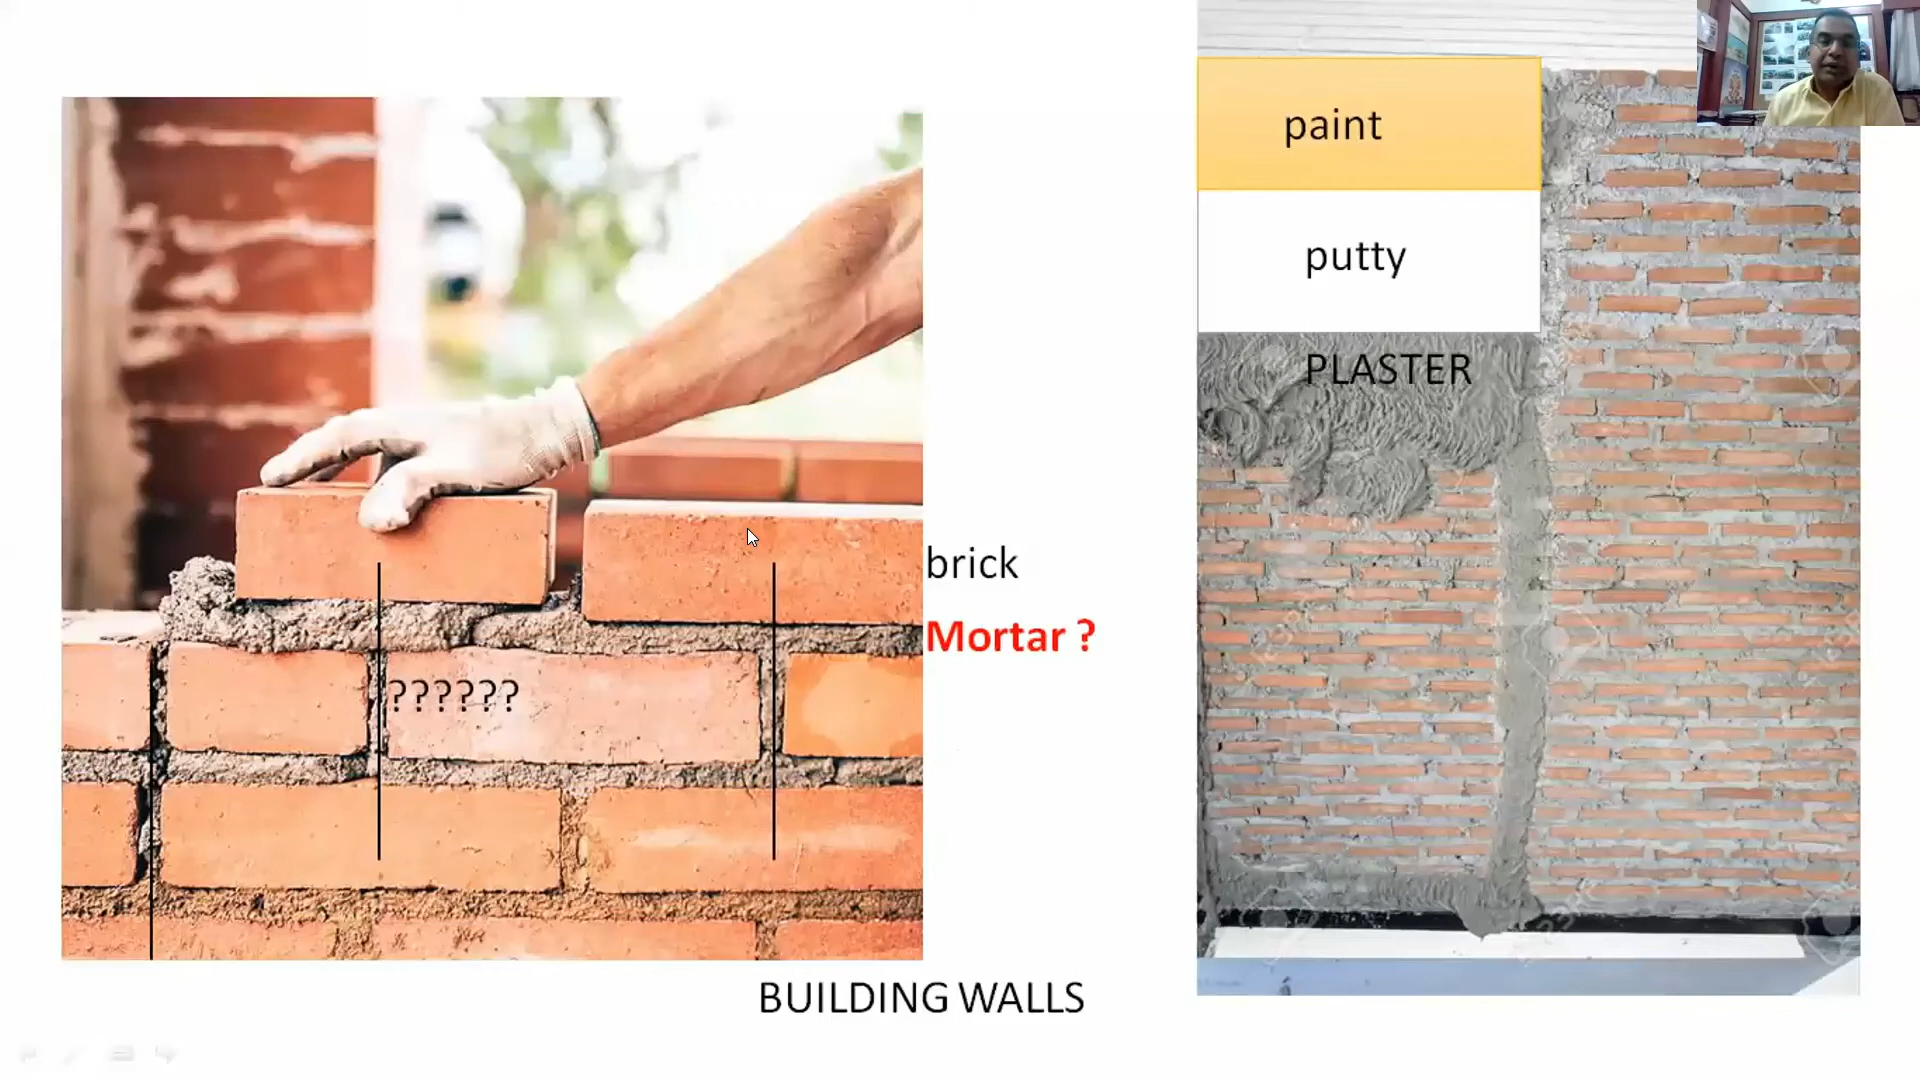 paint
putty
PLASTER
brick
Mortar ?
??????
BUILDING WALLS